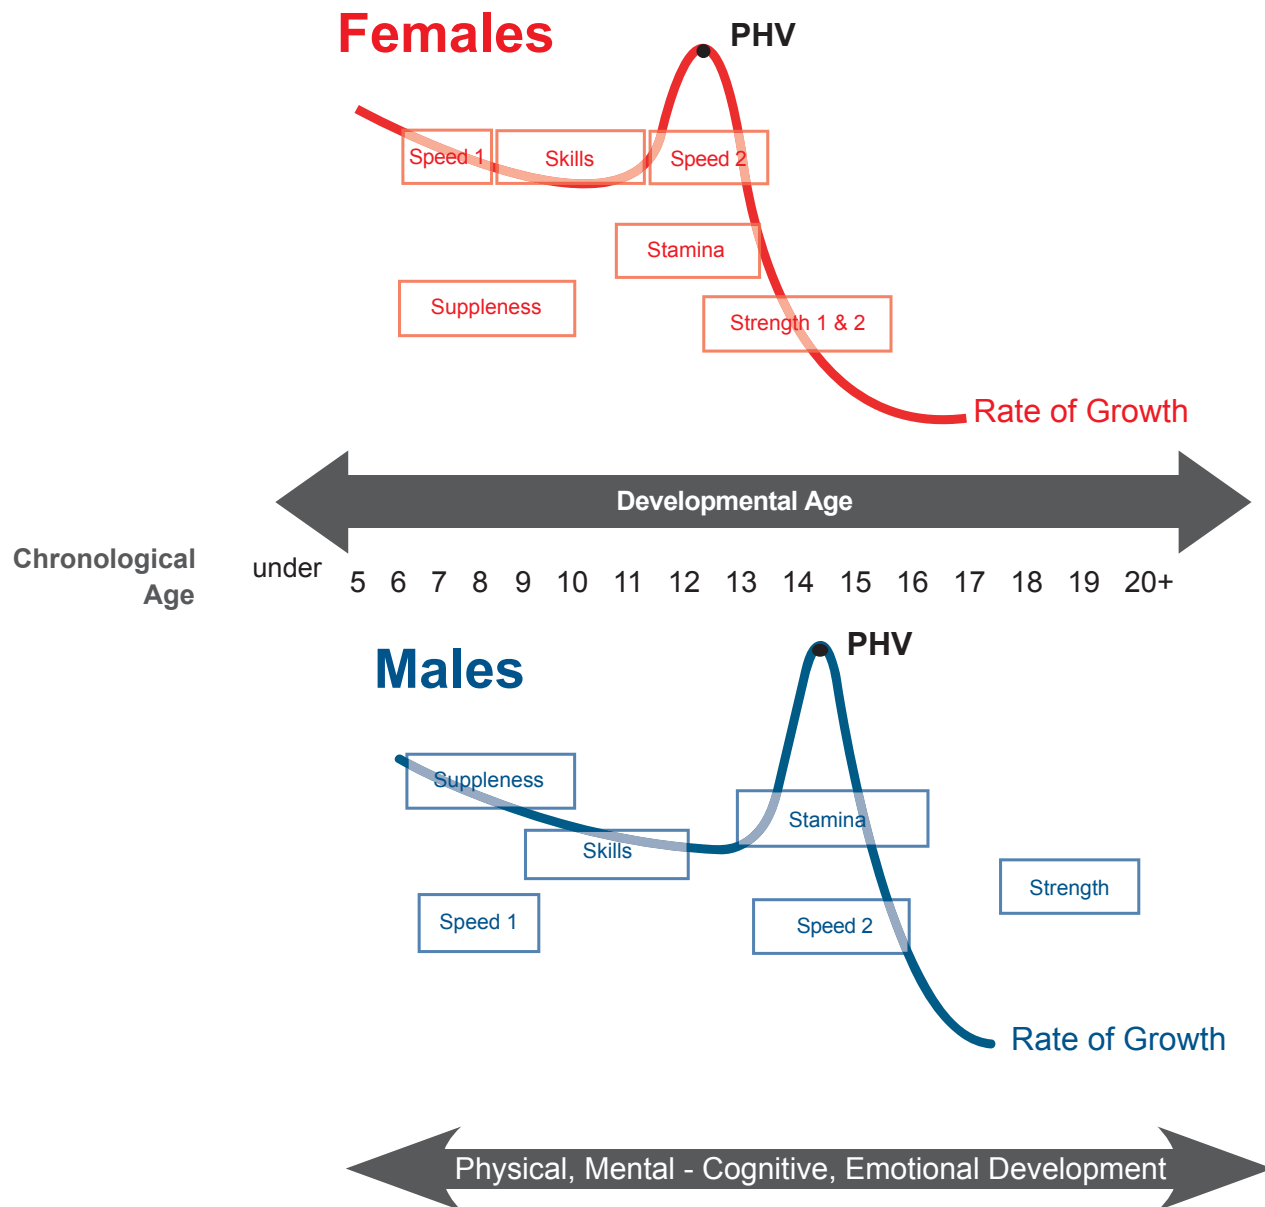 Females
PHV
Speed 1
Skills
Speed 2
Stamina
Suppleness
Strength 1 & 2
Rate of Growth
Developmental Age
Chronological
Age
under 5 6 7 8 9 10 11 12 13 14 15 16 17 18 19 20+
PHV
Males
Suppleness
Stamina
Skills
Strength
Speed 1
Speed 2
Rate of Growth
Physical, Mental - Cognitive, Emotional Development